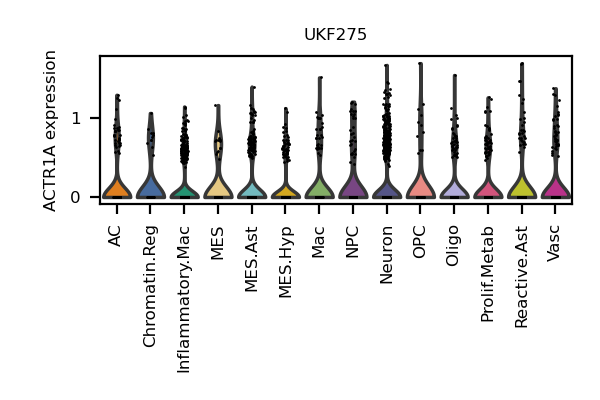 UKF275
ACTR1A expression
1
0
AC
Chromatin.Reg
Inflammatory.Mac
MES
MES.Ast
MES.Hyp
Mac
NPC
Neuron
OPC
Oligo
Prolif.Metab
Reactive.Ast
Vasc